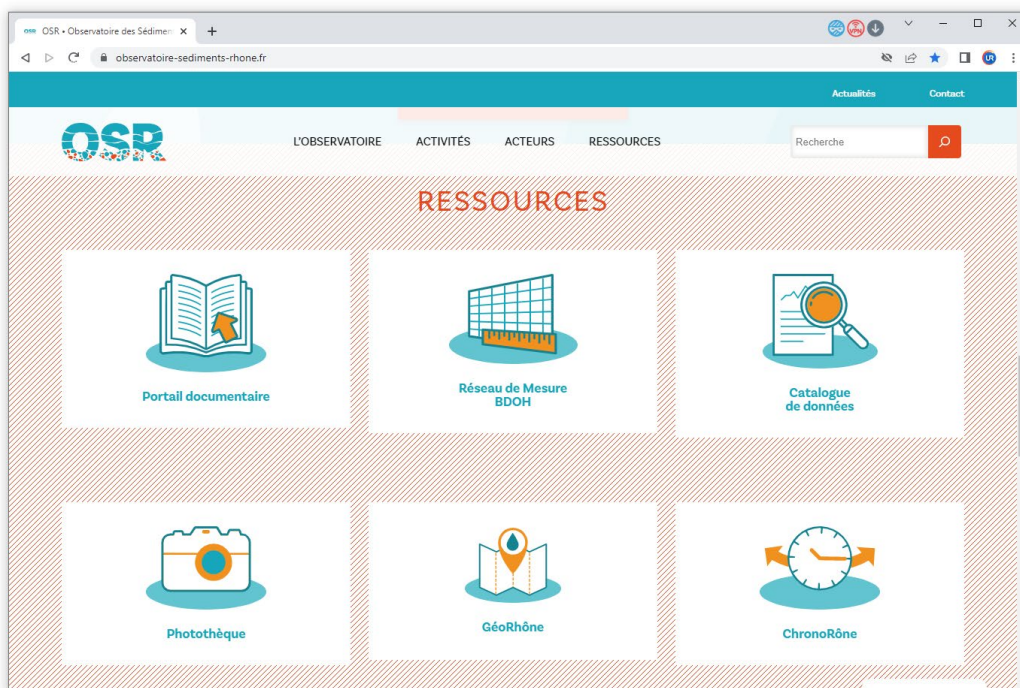 OSR • Observatoire des Sédimen
observatoire-sediments-rhone.fr
Actualités Contact
OSR
L'OBSERVATOIRE ACTIVITÉS ACTEURS RESSOURCES
Recherche
RESSOURCES
Portail documentaire
Réseau de Mesure
BDOH
Catalogue
de données
Photothèque
GéoRhône
ChronoRône